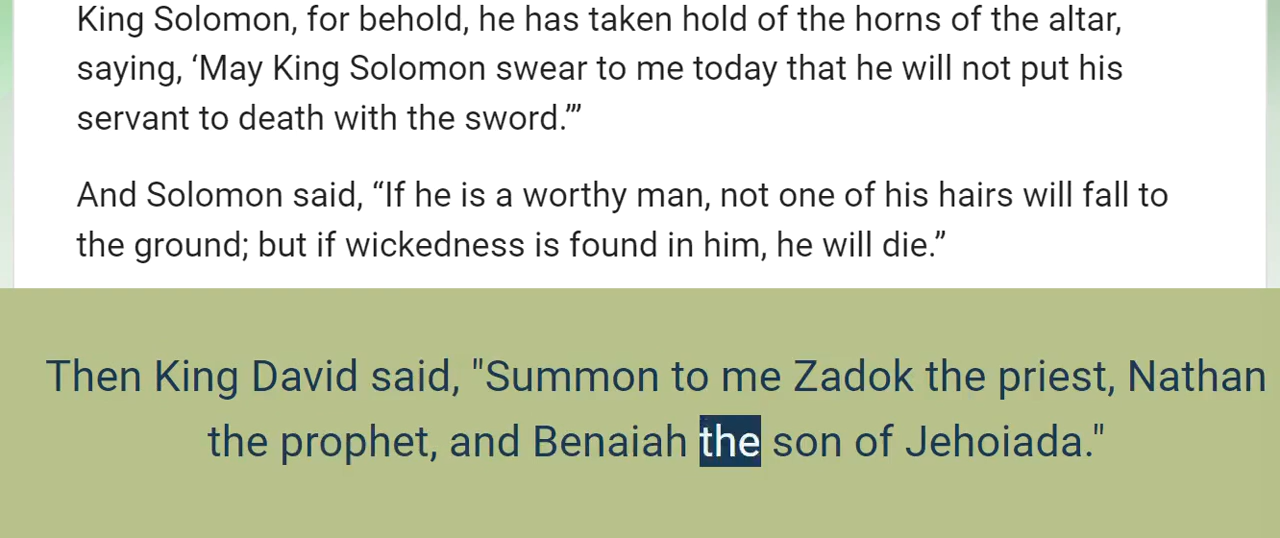 King Solomon, for behold, he has taken hold of the horns of the altar,
saying, ‘May King Solomon swear to me today that he will not put his
servant to death with the sword.’”
And Solomon said, “If he is a worthy man, not one of his hairs will fall to
the ground; but if wickedness is found in him, he will die.”
Then King David said, "Summon to me Zadok the priest, Nathan
the prophet, and Benaiah the son of Jehoiada."